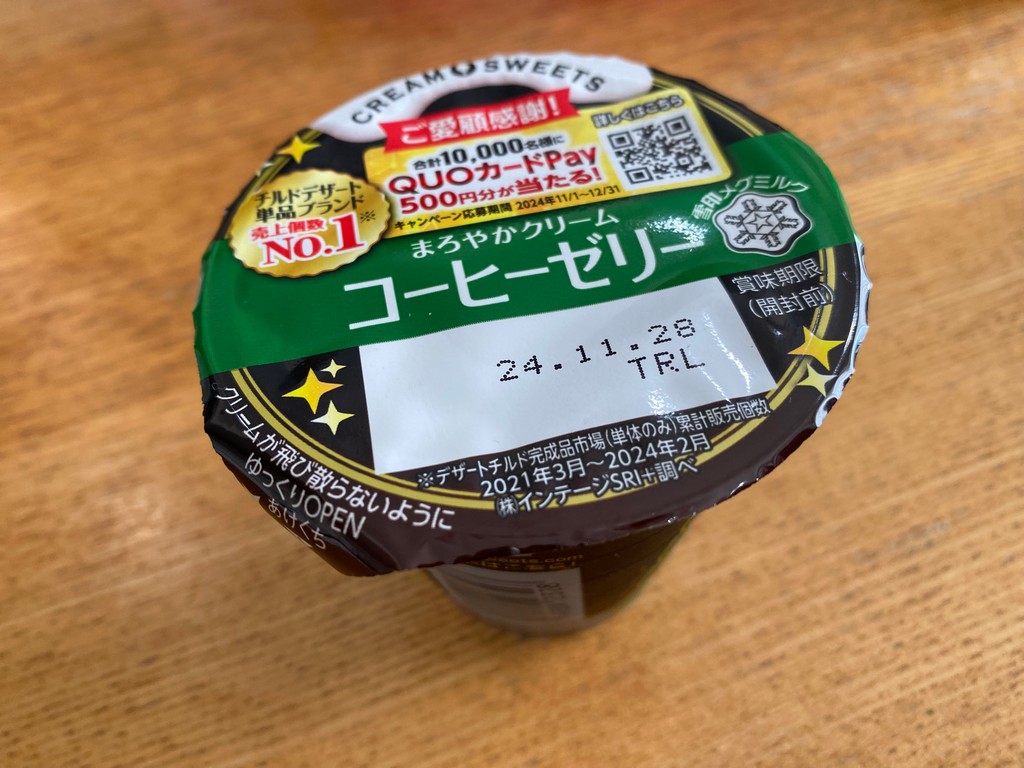 CREAM SWEETS
ご愛顧感謝!
合計10,000名様に
QUOカードPay
500円分が当たる!
キャンペーン応募期間 2024年11/1~12/31
詳しくはこちら
チルドデザート
単品ブランド
売上個数※
No.1
雪印メグミルク
まろやかクリーム
コーヒーゼリー
賞味期限
(開封前)
24.11.28
TRL
※デザートチルド完成品市場(単体のみ)累計販売個数
2021年3月~2024年2月
㈱インテージSRI+調べ
クリームが飛び散らないように
ゆっくりOPEN
あけくち